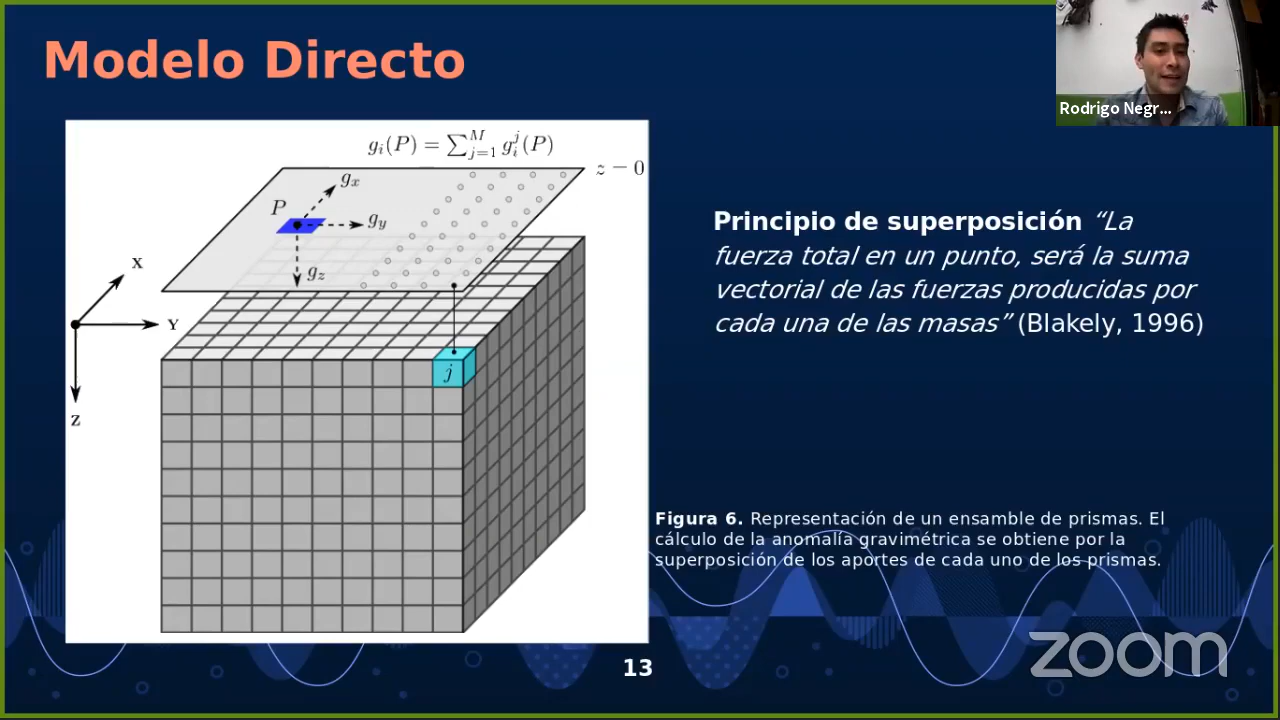 Modelo Directo
Rodrigo Negr...
g_i(P) = ∑_{j=1}^{M} g_i^j(P)
z = 0
g_x
P
g_y
g_z
X
Y
Z
j
Principio de superposición “La
fuerza total en un punto, será la suma
vectorial de las fuerzas producidas por
cada una de las masas” (Blakely, 1996)
Figura 6. Representación de un ensamble de prismas. El
cálculo de la anomalía gravimétrica se obtiene por la
superposición de los aportes de cada uno de los prismas.
13
zoom